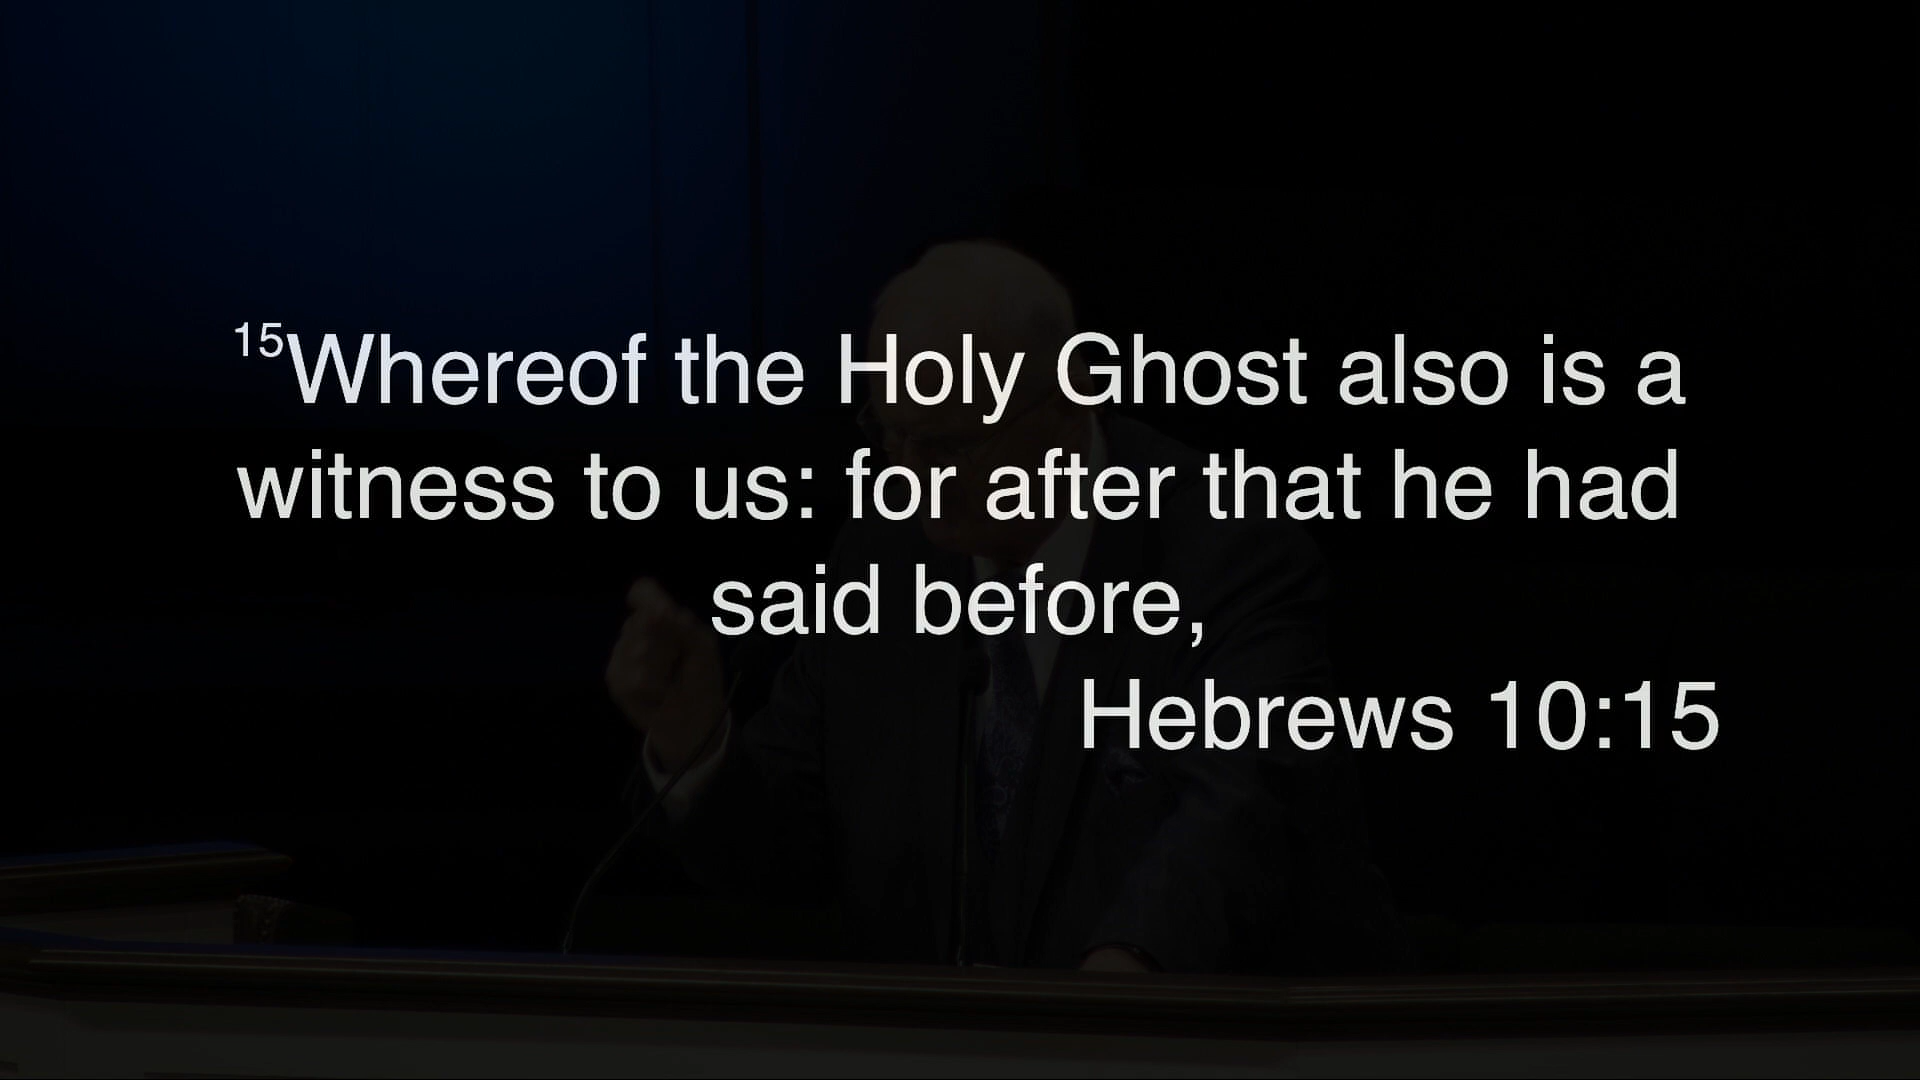 15Whereof the Holy Ghost also is a
witness to us: for after that he had
said before,
Hebrews 10:15